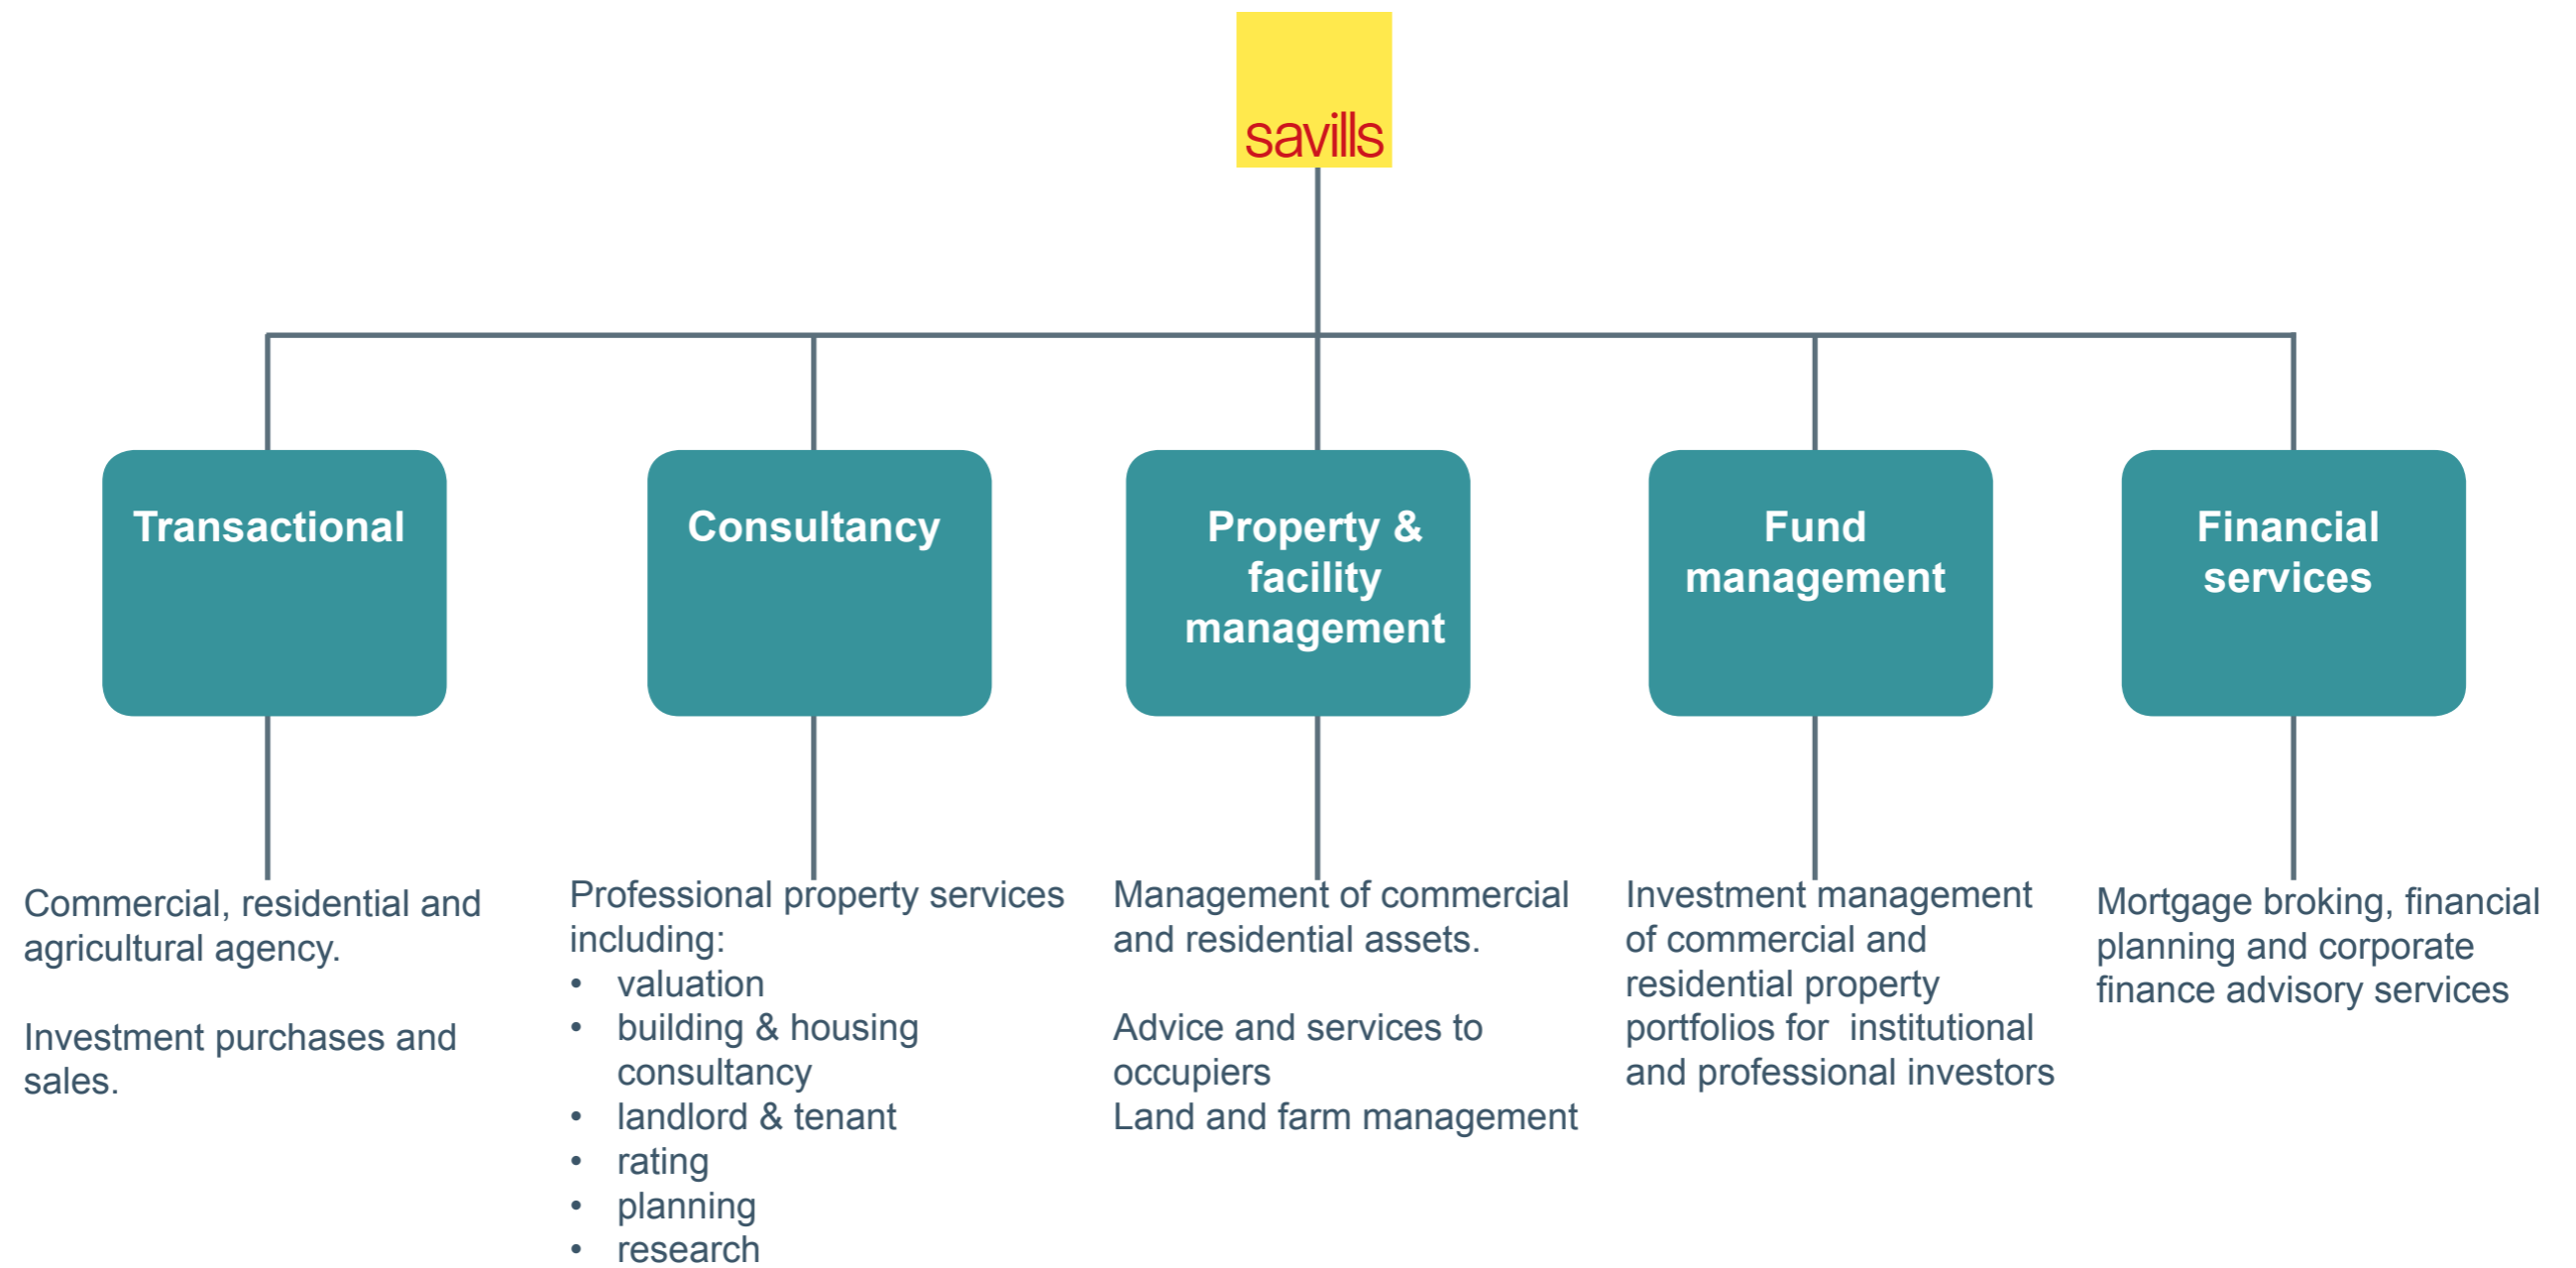 savills
Transactional
Consultancy
Property &
facility
management
Fund
management
Financial
services
Commercial, residential and
agricultural agency.
Investment purchases and
sales.
Professional property services
including:
• valuation
• building & housing
consultancy
• landlord & tenant
• rating
• planning
• research
Management of commercial
and residential assets.
Advice and services to
occupiers
Land and farm management
Investment management
of commercial and
residential property
portfolios for  institutional
and professional investors
Mortgage broking, financial
planning and corporate
finance advisory services